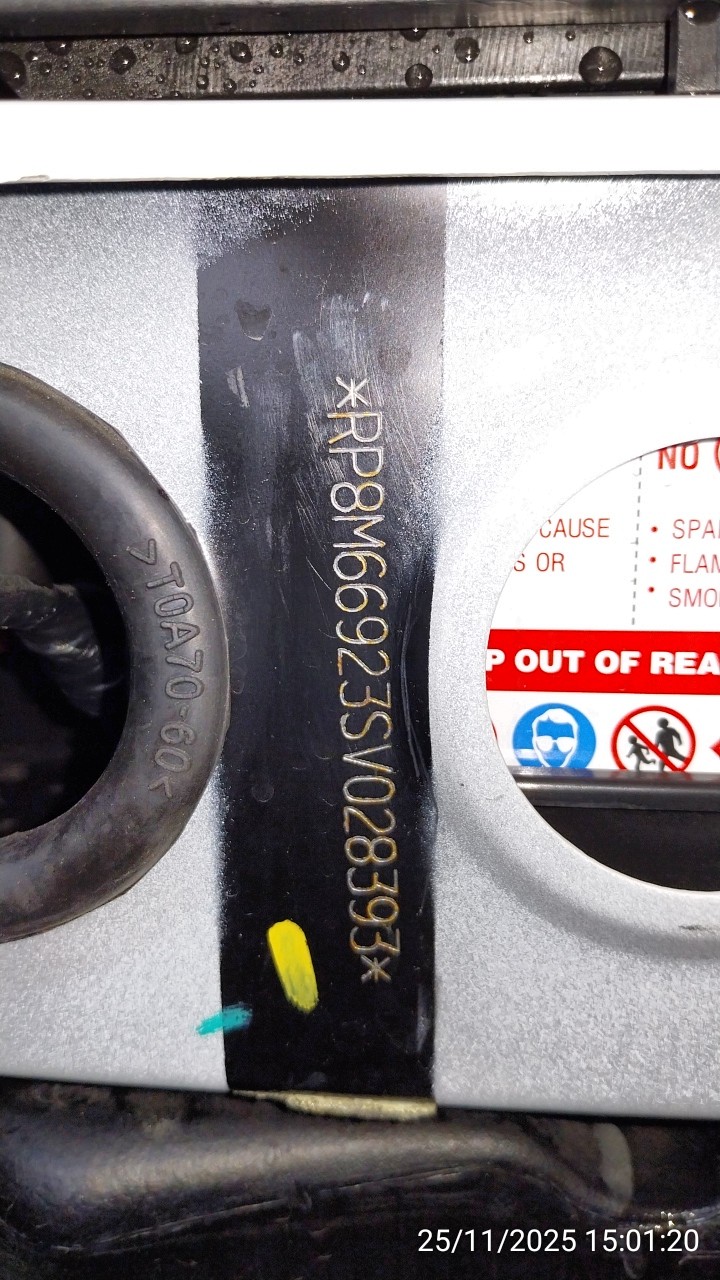 *RP8M66923SV028393*
>T0A70-60<
NO
CAUSE
S OR
• SPA
• FLAM
• SMO
P OUT OF REA
25/11/2025 15:01:20